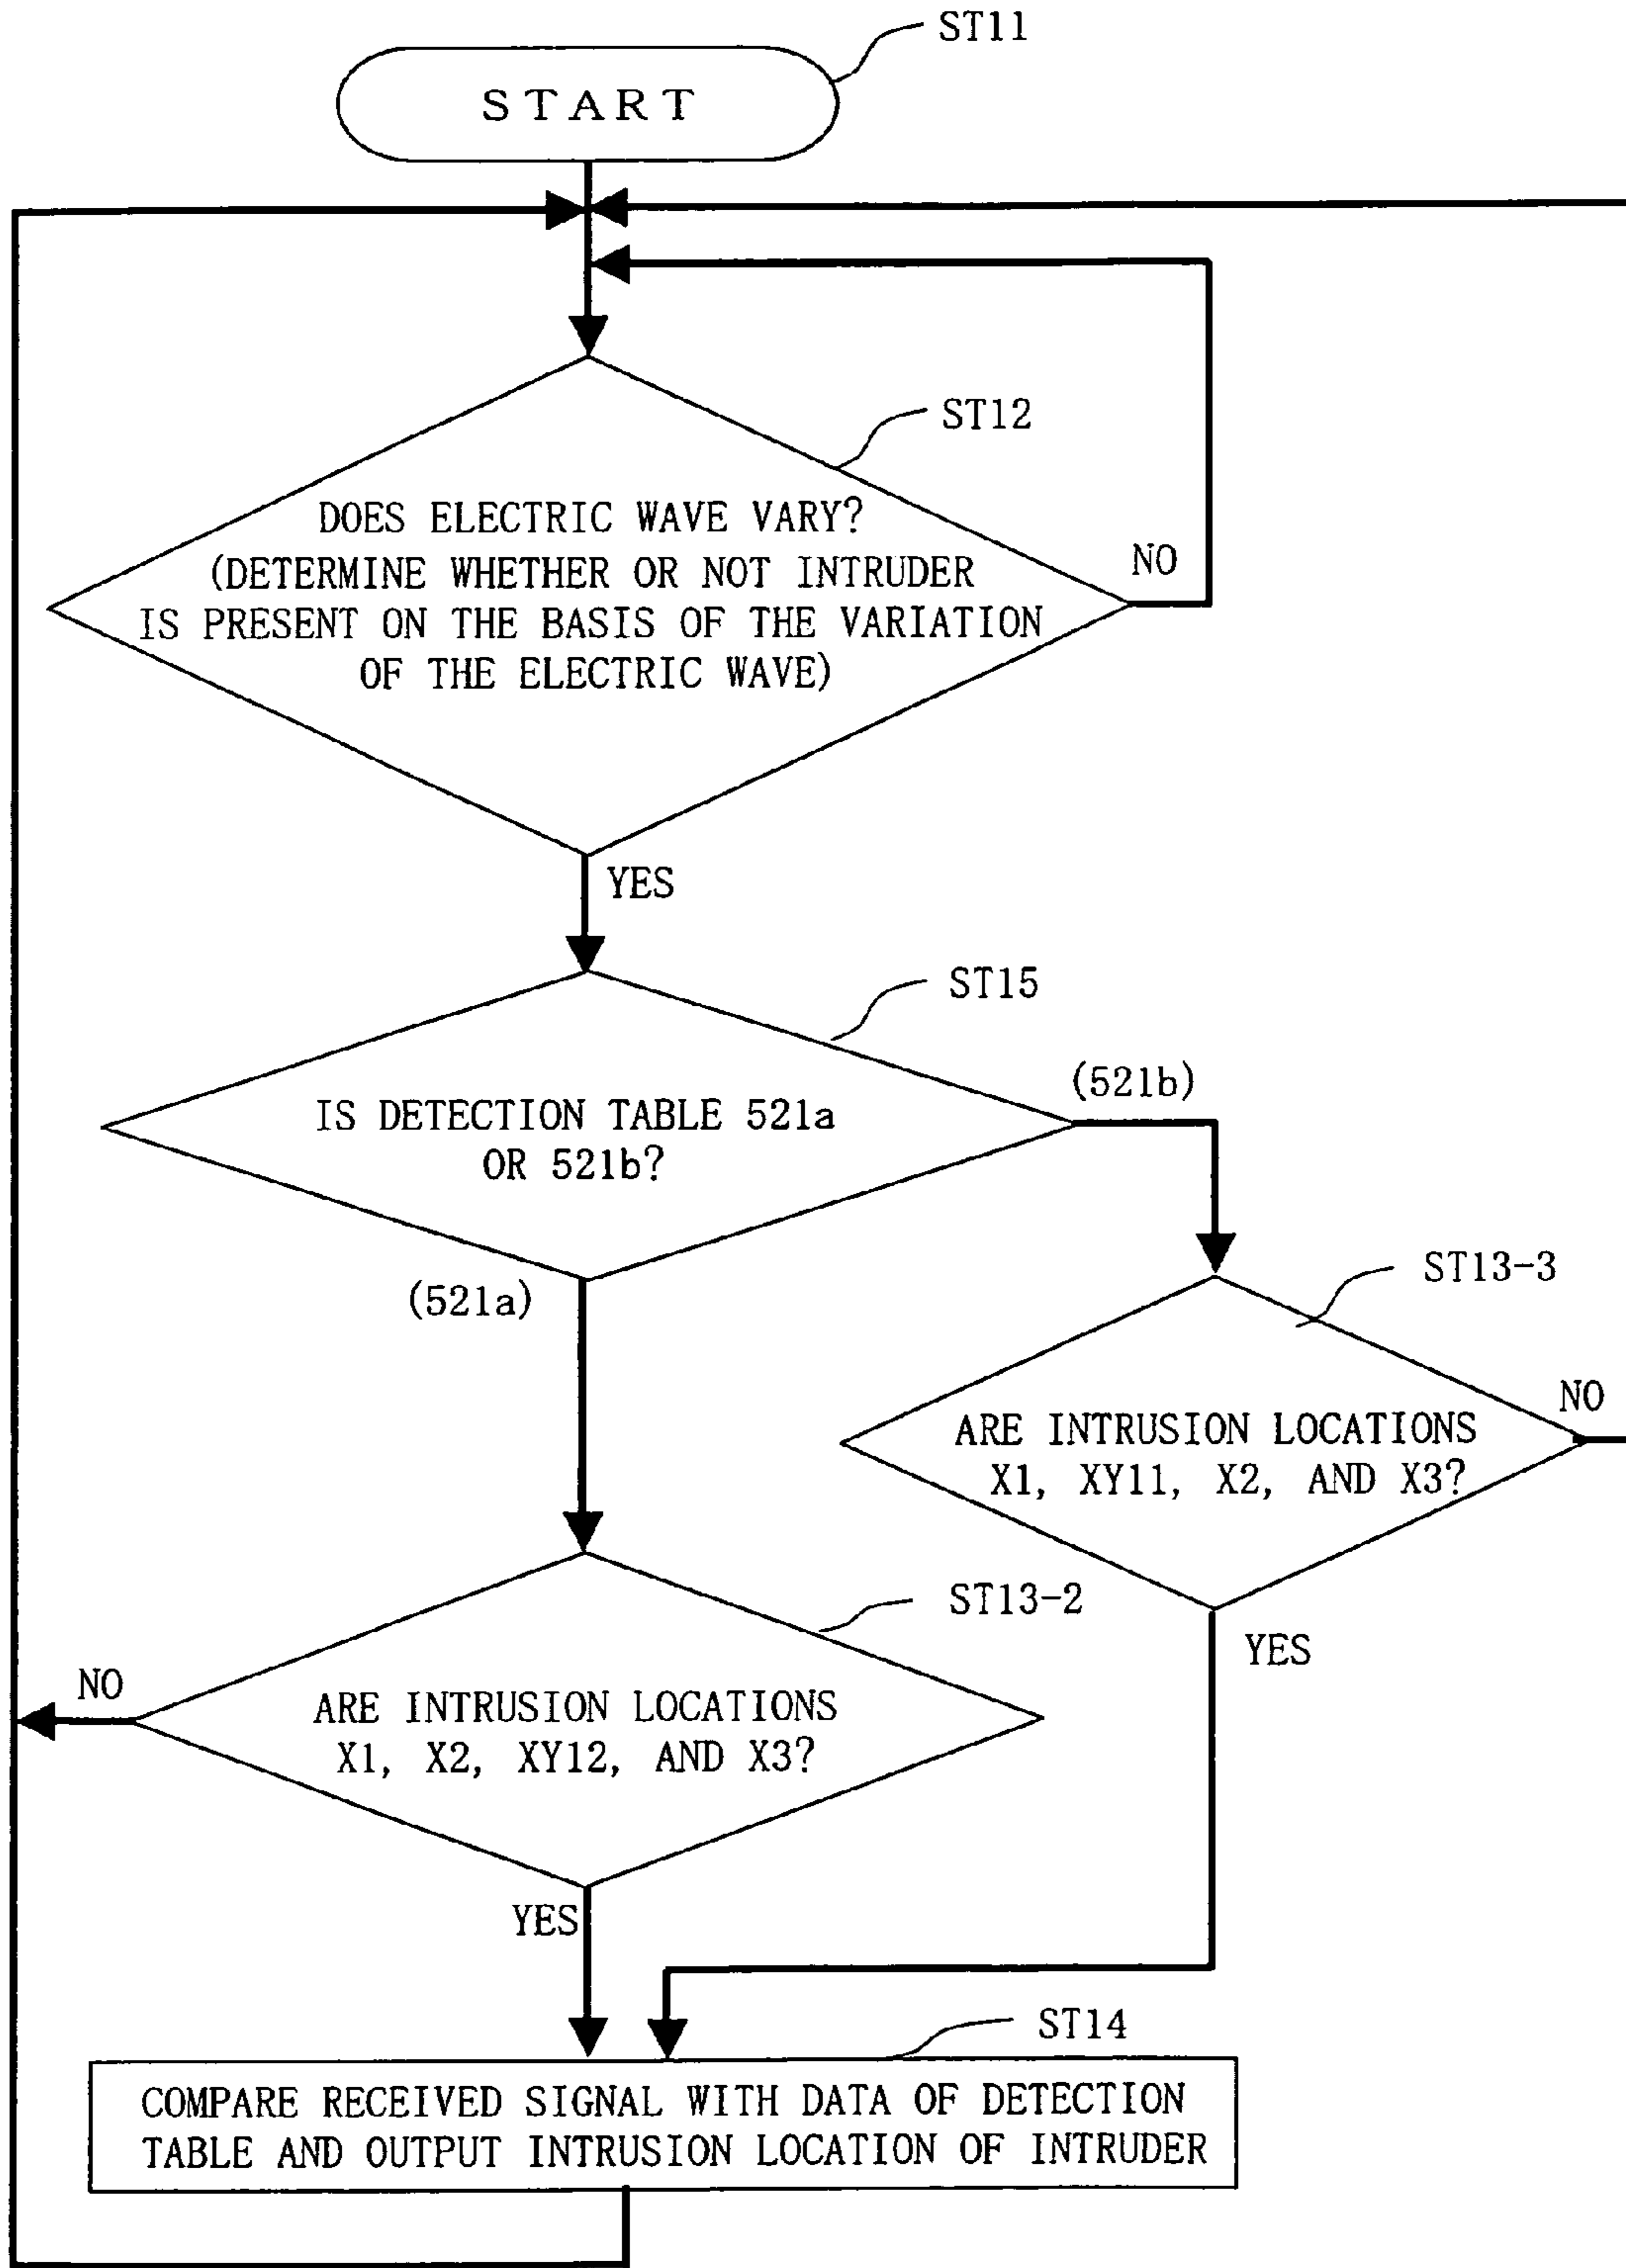 ST11
START
ST12
DOES ELECTRIC WAVE VARY?
(DETERMINE WHETHER OR NOT INTRUDER
IS PRESENT ON THE BASIS OF THE VARIATION
OF THE ELECTRIC WAVE)
NO
YES
ST15
IS DETECTION TABLE 521a
OR 521b?
(521b)
(521a)
ST13-3
ARE INTRUSION LOCATIONS
X1, XY11, X2, AND X3?
NO
YES
ST13-2
ARE INTRUSION LOCATIONS
X1, X2, XY12, AND X3?
NO
YES
ST14
COMPARE RECEIVED SIGNAL WITH DATA OF DETECTION
TABLE AND OUTPUT INTRUSION LOCATION OF INTRUDER